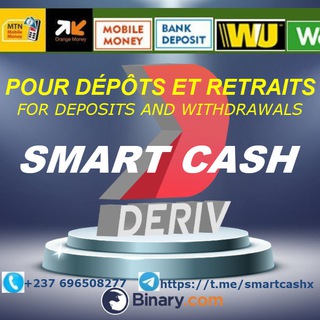 MTN
Mobile
Money
Orange Money
MOBILE
MONEY
BANK
DEPOSIT
WU
We
POUR DÉPÔTS ET RETRAITS
FOR DEPOSITS AND WITHDRAWALS
SMART CASH
DERIV
+237 696508277
https://t.me/smartcashx
Binary.com